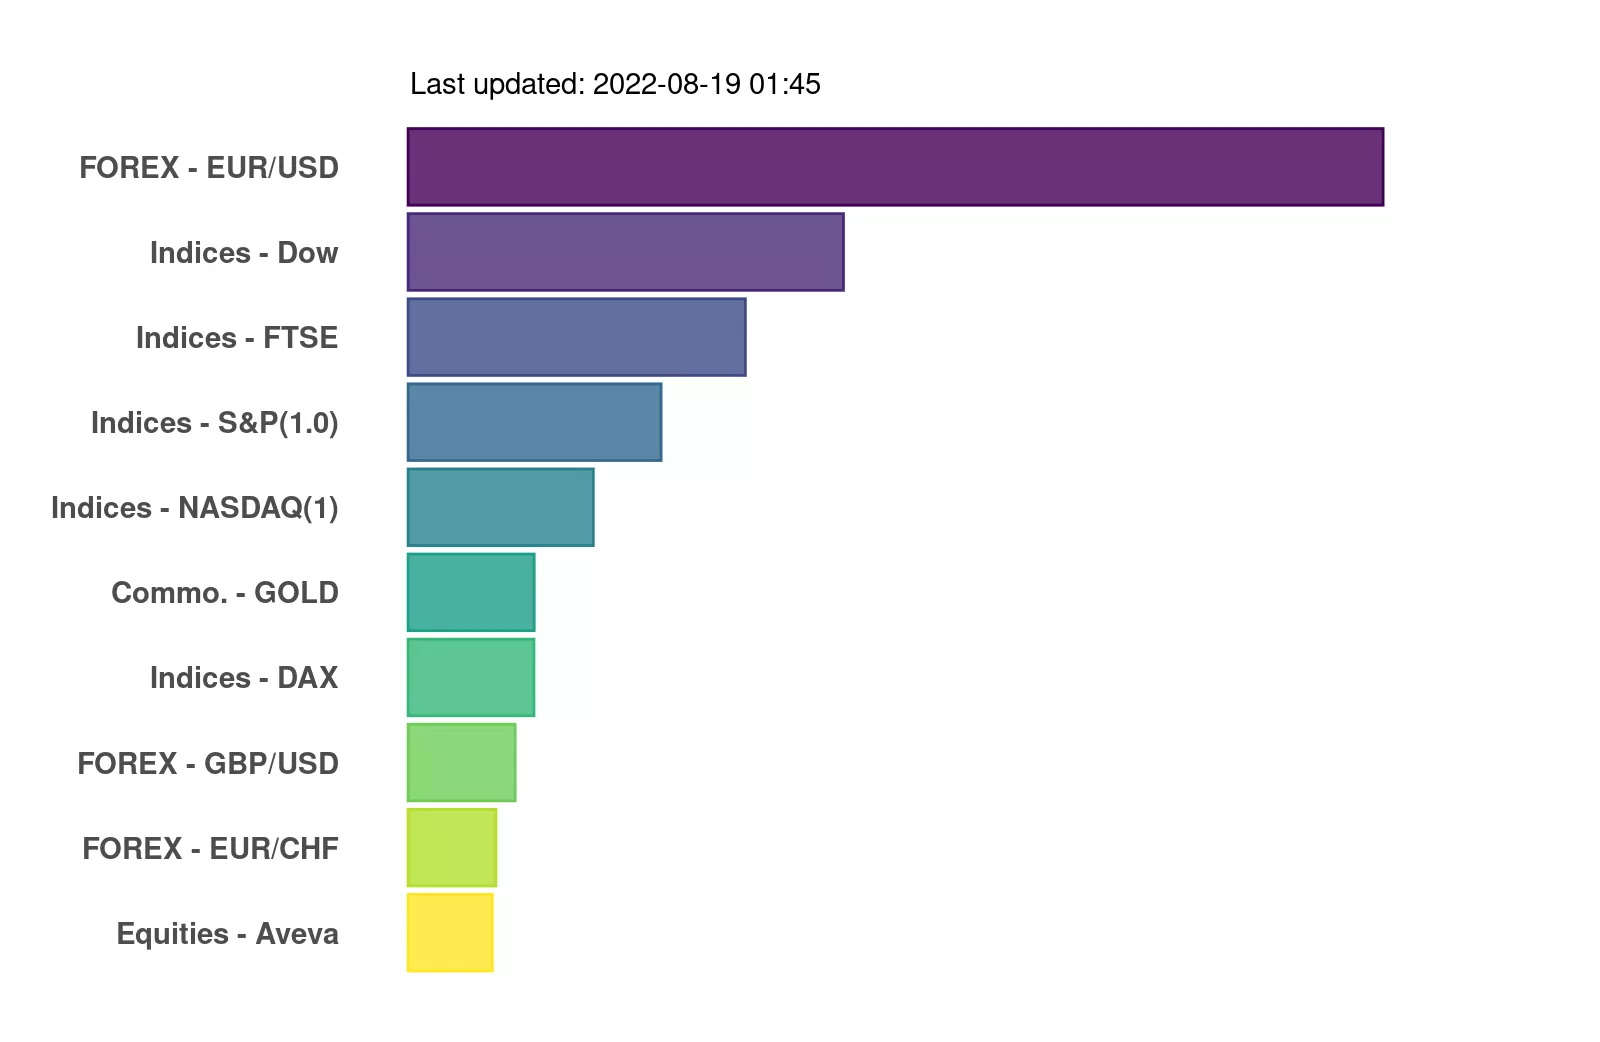 Last updated: 2022-08-19 01:45
FOREX - EUR/USD
Indices - Dow
Indices - FTSE
Indices - S&P(1.0)
Indices - NASDAQ(1)
Commo. - GOLD
Indices - DAX
FOREX - GBP/USD
FOREX - EUR/CHF
Equities - Aveva